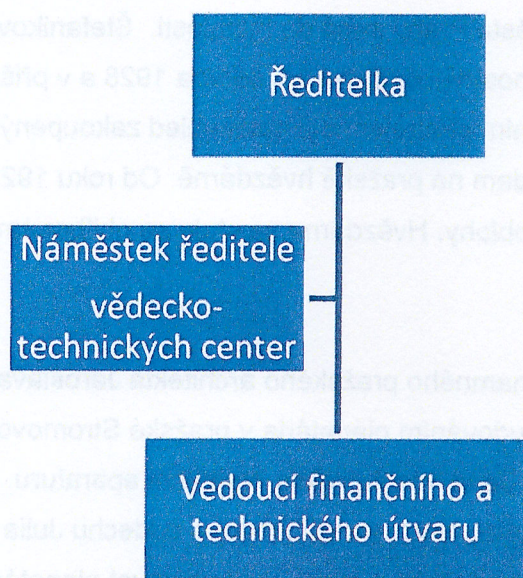 Ředitelka
Náměstek ředitele
vědecko-
technických center
Vedoucí finančního a
technického útvaru